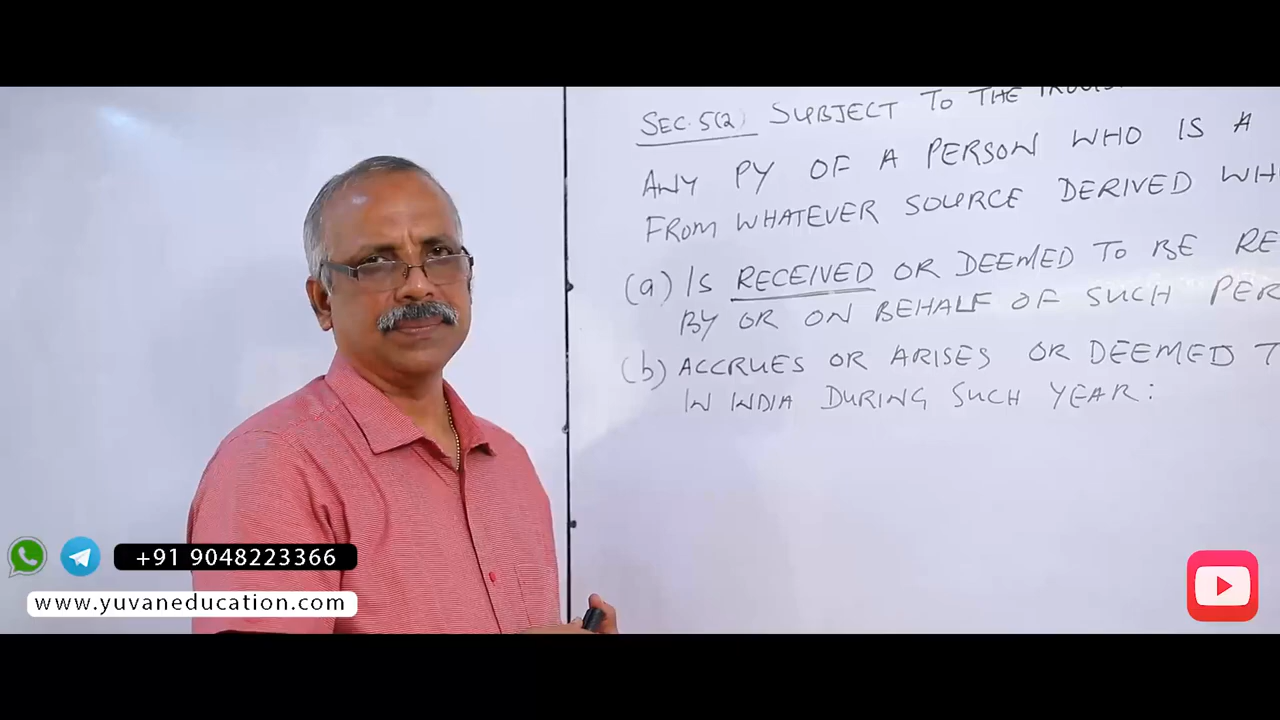 SEC. 5(2) SUBJECT TO THE
ANY PY OF A PERSON WHO IS A
FROM WHATEVER SOURCE DERIVED
(a) IS RECEIVED OR DEEMED TO BE
BY OR ON BEHALF OF SUCH
(b) ACCRUES OR ARISES OR DEEMED
IN INDIA DURING SUCH YEAR:
+91 9048223366
www.yuvaneducation.com